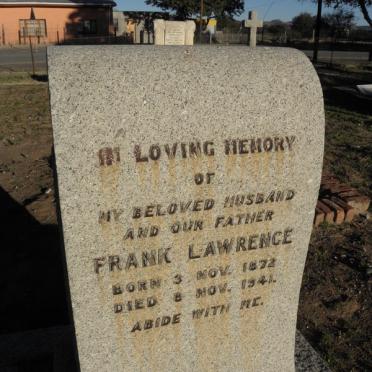 IN LOVING MEMORY
OF
MY BELOVED HUSBAND
AND OUR FATHER
FRANK LAWRENCE
BORN 3 NOV. 1872
DIED 8 NOV. 1941.
ABIDE WITH ME.